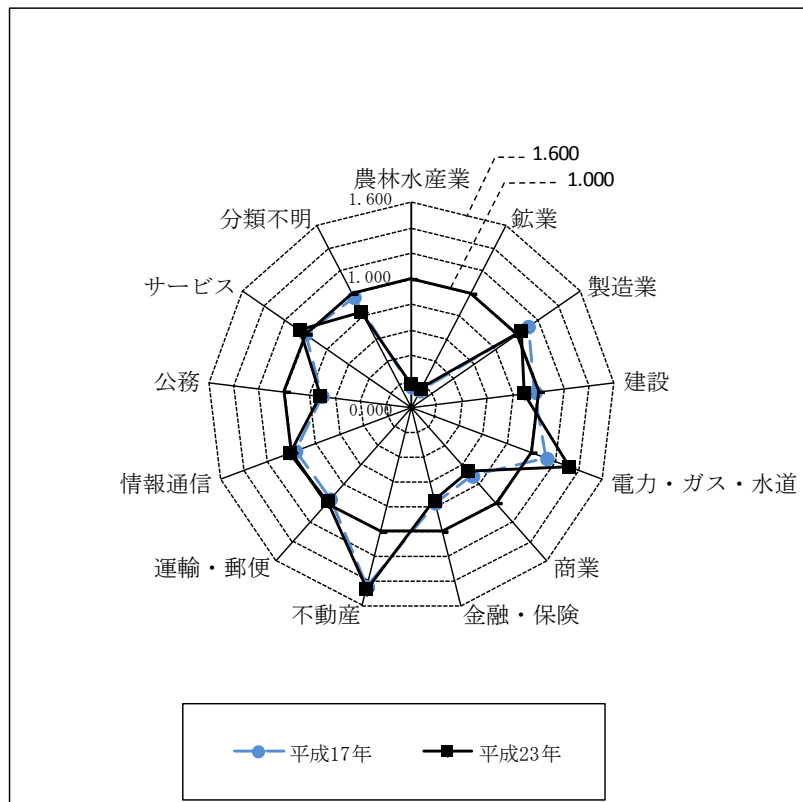 1.600
1.000
農林水産業
1.600
鉱業
分類不明
1.000
サービス
製造業
公務
建設
0.000
情報通信
電力・ガス・水道
運輸・郵便
商業
不動産
金融・保険
平成17年
平成23年